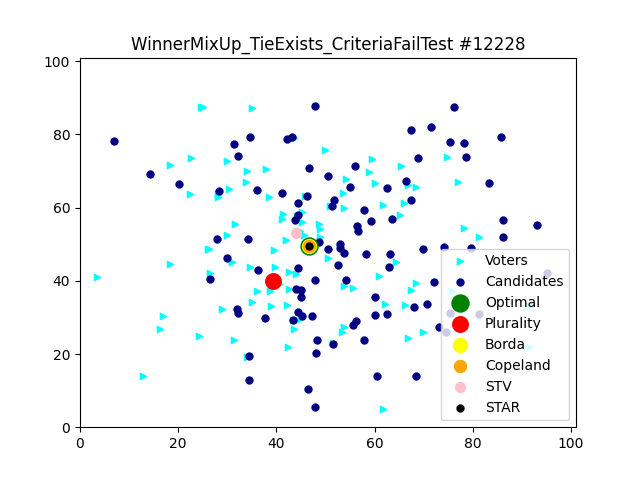 WinnerMixUp_TieExists_CriteriaFailTest #12228
100
80
60
40
20
0
0 20 40 60 80 100
Voters
Candidates
Optimal
Plurality
Borda
Copeland
STV
STAR